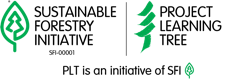 SUSTAINABLE
FORESTRY
INITIATIVE
SFI-00001
PROJECT
LEARNING
TREE
PLT is an initiative of SFI